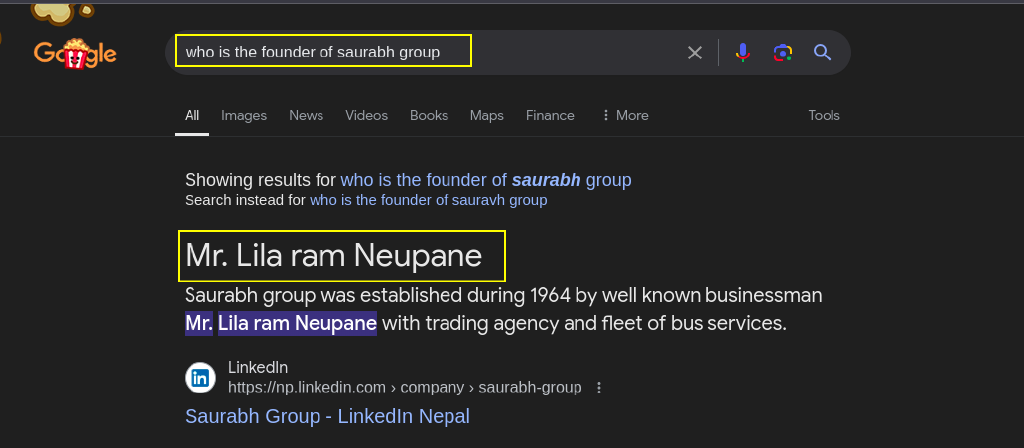 Google
who is the founder of saurabh group
All Images News Videos Books Maps Finance More Tools
Showing results for who is the founder of saurabh group
Search instead for who is the founder of sauravh group
Mr. Lila ram Neupane
Saurabh group was established during 1964 by well known businessman
Mr. Lila ram Neupane with trading agency and fleet of bus services.
LinkedIn
in
https://np.linkedin.com › company › saurabh-group
Saurabh Group - LinkedIn Nepal